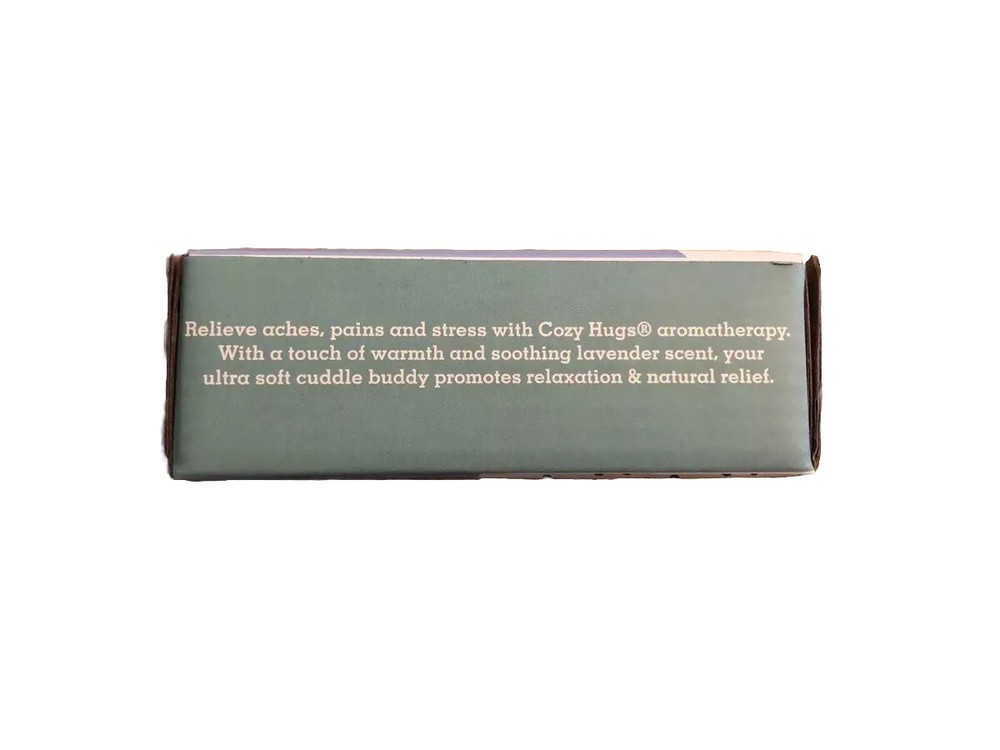 Relieve aches, pains and stress with Cozy Hugs® aromatherapy.
With a touch of warmth and soothing lavender scent, your
ultra soft cuddle buddy promotes relaxation & natural relief.